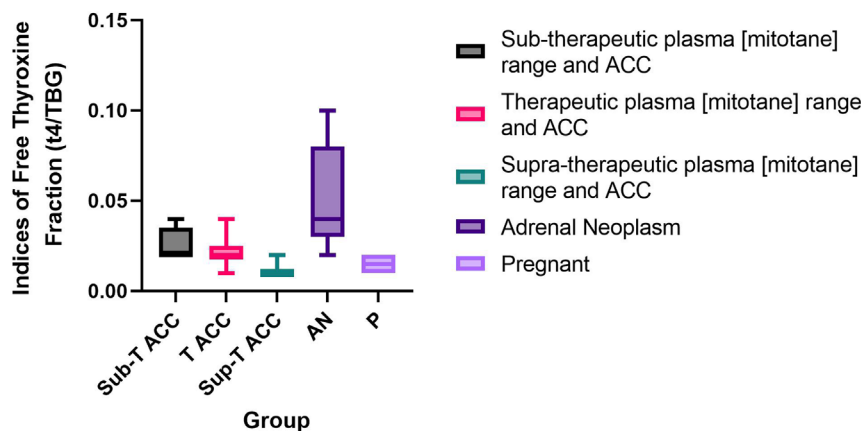 Indices of Free Thyroxine
Fraction (t4/TBG)
0.15
0.10
0.05
0.00
Sub-T ACC
T ACC
Sup-T ACC
AN
P
Group
Sub-therapeutic plasma [mitotane]
range and ACC
Therapeutic plasma [mitotane] range
and ACC
Supra-therapeutic plasma [mitotane]
range and ACC
Adrenal Neoplasm
Pregnant